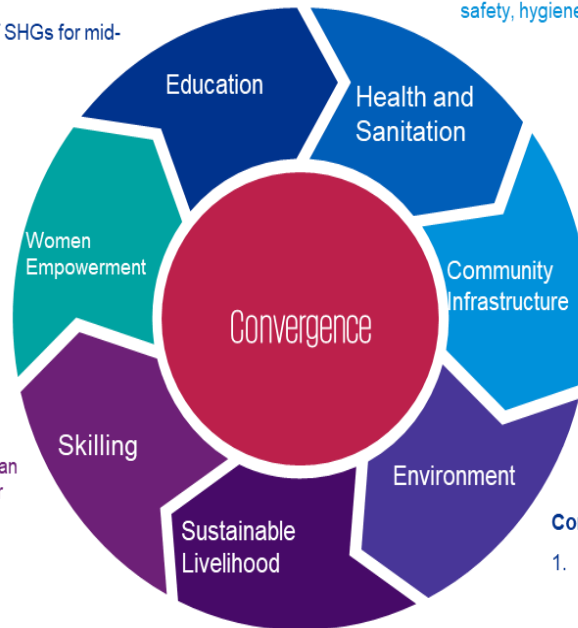 safety, hygiene
SHGs for mid-
Education
Health and
Sanitation
Women
Empowerment
Community
Infrastructure
Convergence
Skilling
an
Environment
Sustainable
Livelihood
1.